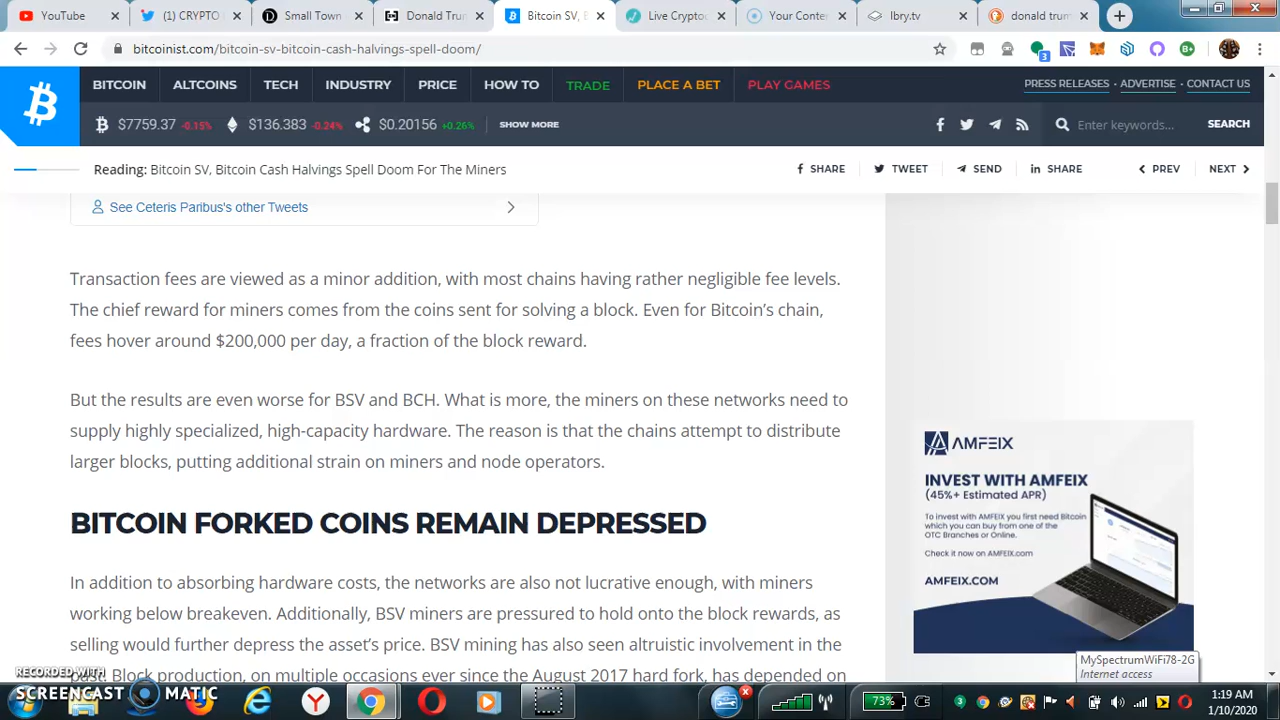 YouTube
(37) CRYPTO
Small Town
Donald Trun
Bitcoin SV, B
Live Cryptoc
Your Conter
lbry.tv
donald trum
bitcoinist.com/bitcoin-sv-bitcoin-cash-halvings-spell-doom/
3
BITCOIN ALTCOINS TECH INDUSTRY PRICE HOW TO TRADE PLACE A BET PLAY GAMES
PRESS RELEASES • ADVERTISE • CONTACT US
$7759.37 -0.15% $136.383 -0.24% $0.20156 +0.26% SHOW MORE
Enter keywords... SEARCH
Reading: Bitcoin SV, Bitcoin Cash Halvings Spell Doom For The Miners
SHARE TWEET SEND SHARE PREV NEXT
See Ceteris Paribus's other Tweets
Transaction fees are viewed as a minor addition, with most chains having rather negligible fee levels.
The chief reward for miners comes from the coins sent for solving a block. Even for Bitcoin's chain,
fees hover around $200,000 per day, a fraction of the block reward.
But the results are even worse for BSV and BCH. What is more, the miners on these networks need to
supply highly specialized, high-capacity hardware. The reason is that the chains attempt to distribute
larger blocks, putting additional strain on miners and node operators.
BITCOIN FORKED COINS REMAIN DEPRESSED
In addition to absorbing hardware costs, the networks are also not lucrative enough, with miners
working below breakeven. Additionally, BSV miners are pressured to hold onto the block rewards, as
selling would further depress the asset's price. BSV mining has also seen altruistic involvement in the
past. Block production, on multiple occasions ever since the August 2017 hard fork, has depended on
AMFEIX
INVEST WITH AMFEIX
(45%+ Estimated APR)
To invest with AMFEIX you first need Bitcoin
which you can buy from one of the
OTC Branches or Online.
Check it now on AMFEIX.com
AMFEIX.COM
MySpectrumWiFi78-2G
Internet access
RECORDED WITH
SCREENCAST MATIC
73%
1:19 AM
1/10/2020